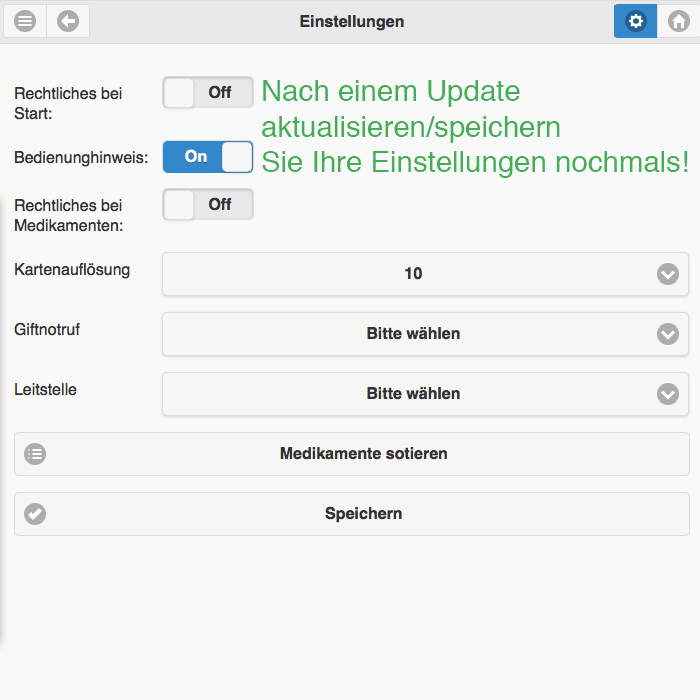 Einstellungen
Rechtliches bei
Start:
Off
Nach einem Update
aktualisieren/speichern
Sie Ihre Einstellungen nochmals!
Bedienunghinweis:
On
Rechtliches bei
Medikamenten:
Off
Kartenauflösung
10
Giftnotruf
Bitte wählen
Leitstelle
Bitte wählen
Medikamente sotieren
Speichern